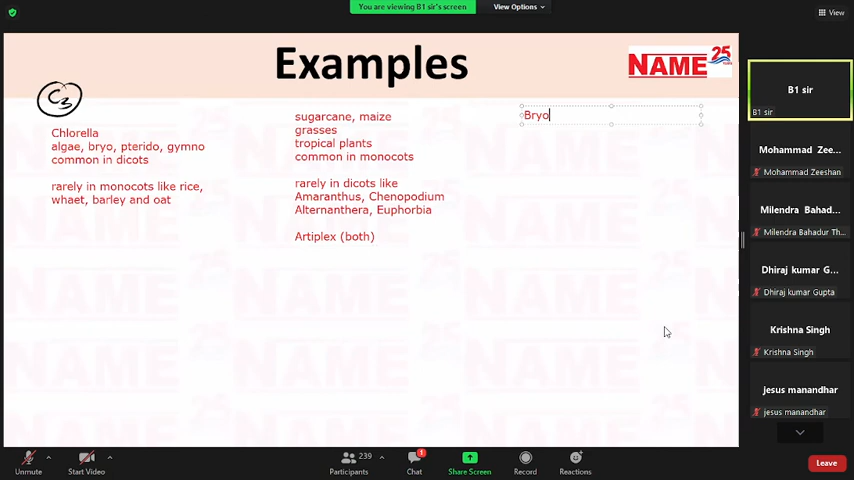 You are viewing B1 sir's screen
View Options
View
Examples
NAME 25
C3
Chlorella
algae, bryo, pterido, gymno
common in dicots
rarely in monocots like rice,
whaet, barley and oat
sugarcane, maize
grasses
tropical plants
common in monocots
rarely in dicots like
Amaranthus, Chenopodium
Alternanthera, Euphorbia
Artiplex (both)
Bryo
B1 sir
B1 sir
Mohammad Zee...
Mohammad Zeeshan
Milendra Bahad...
Milendra Bahadur Th...
Dhiraj kumar G...
Dhiraj kumar Gupta
Krishna Singh
Krishna Singh
jesus manandhar
jesus manandhar
Unmute
Start Video
239
Participants
1
Chat
Share Screen
Record
Reactions
Leave